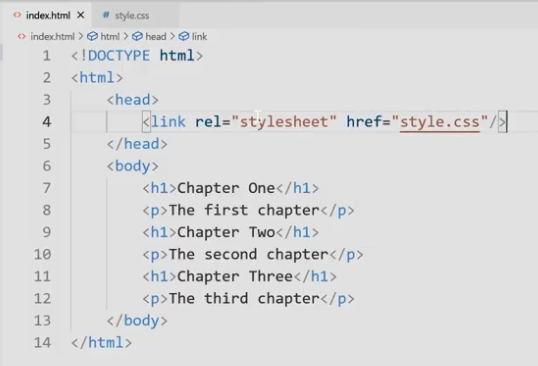 index.html × # style.css
index.html > html > head > link
1 <!DOCTYPE html>
2 <html>
3 <head>
4 <link rel="stylesheet" href="style.css"/>
5 </head>
6 <body>
7 <h1>Chapter One</h1>
8 <p>The first chapter</p>
9 <h1>Chapter Two</h1>
10 <p>The second chapter</p>
11 <h1>Chapter Three</h1>
12 <p>The third chapter</p>
13 </body>
14 </html>